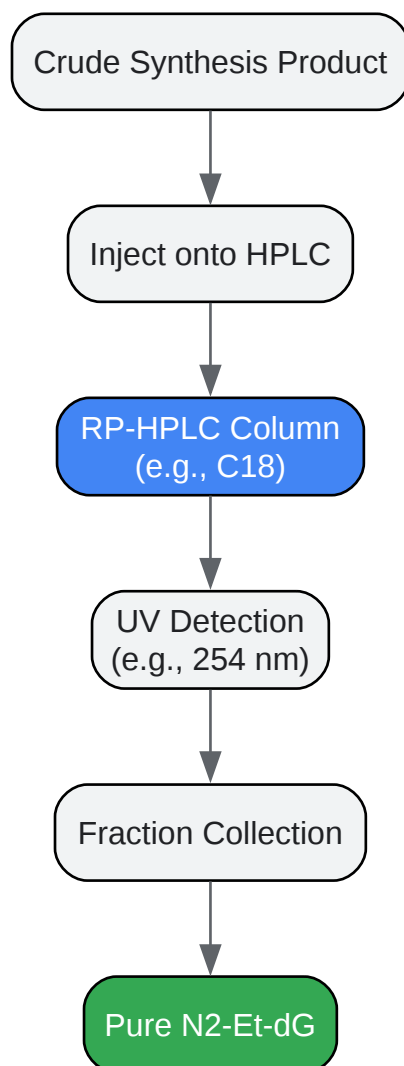 Crude Synthesis Product
Inject onto HPLC
RP-HPLC Column
(e.g., C18)
UV Detection
(e.g., 254 nm)
Fraction Collection
Pure N2-Et-dG